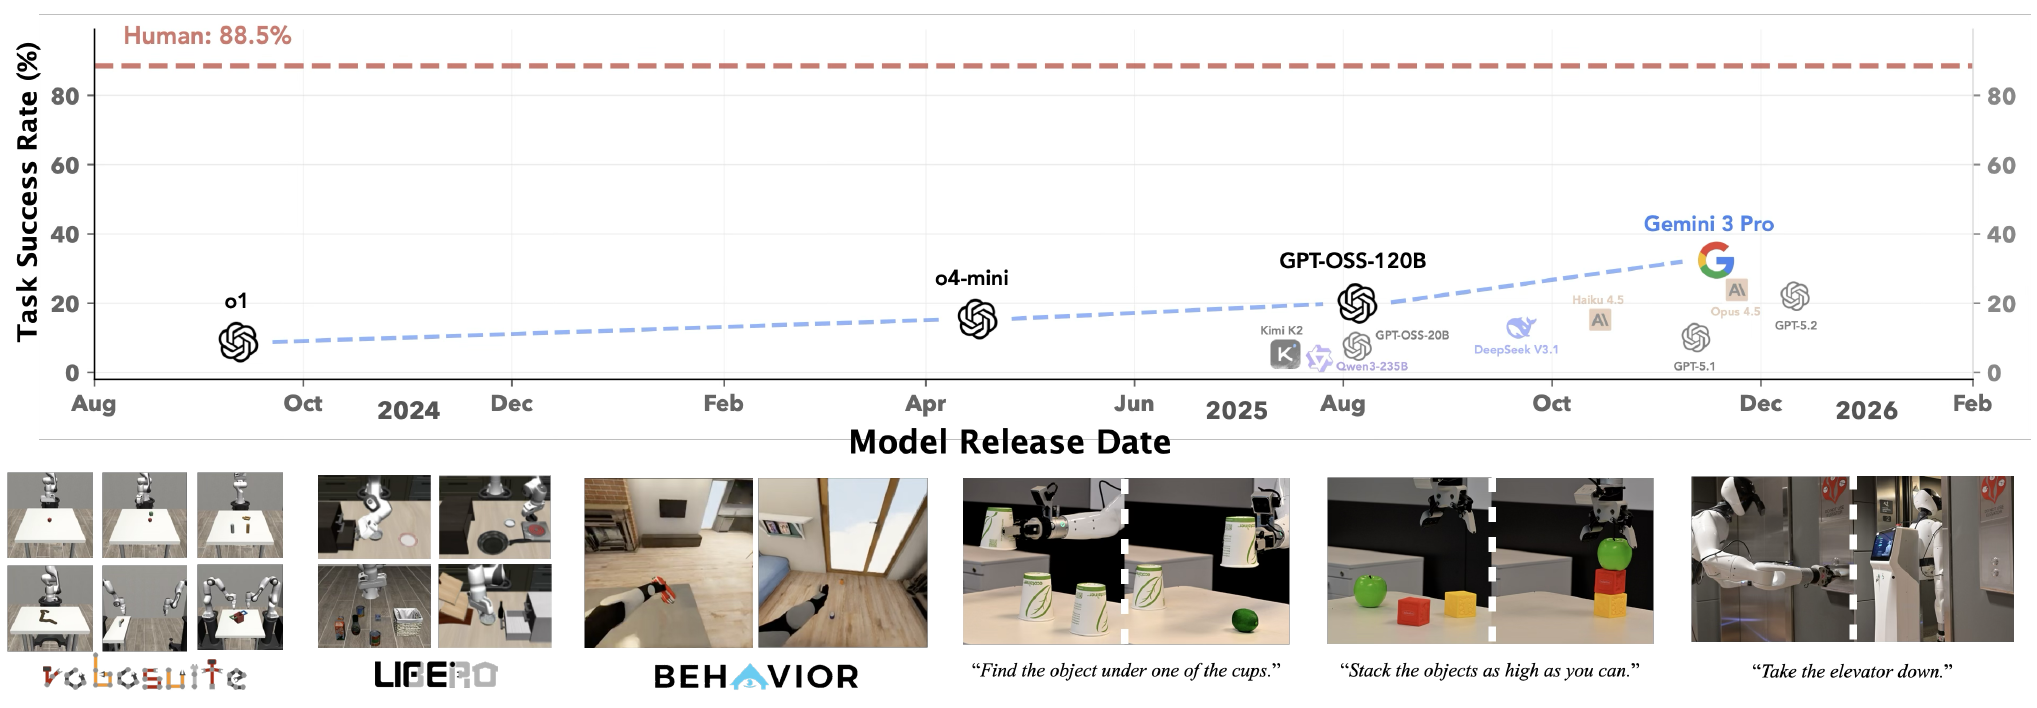 Human: 88.5%
Task Success Rate (%)
80
60
40
20
0
80
60
40
20
0
o1
o4-mini
GPT-OSS-120B
Gemini 3 Pro
Kimi K2
K
Qwen3-235B
GPT-OSS-20B
DeepSeek V3.1
Haiku 4.5
A\
A\
Opus 4.5
GPT-5.1
GPT-5.2
Aug
Oct
2024
Dec
Feb
Apr
Jun
2025
Aug
Oct
Dec
2026
Feb
Model Release Date
robosuite
LIBERO
BEHAVIOR
“Find the object under one of the cups.”
“Stack the objects as high as you can.”
“Take the elevator down.”